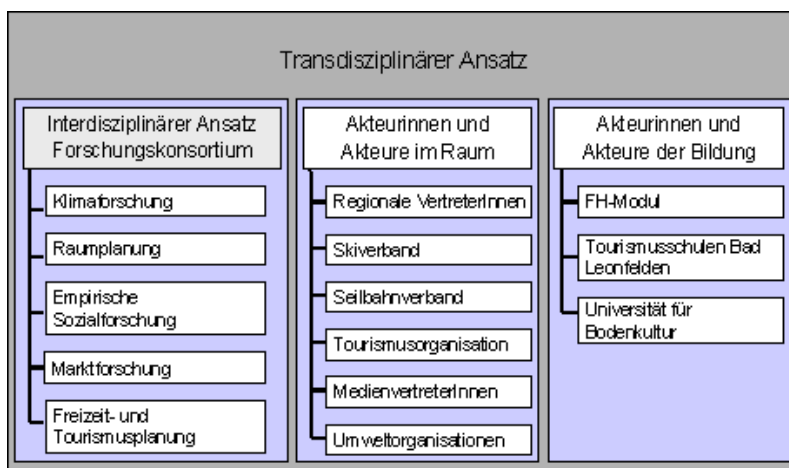 Transdisziplinärer Ansatz
Interdisziplinärer Ansatz
Forschungskonsortium
Klimaforschung
Raumplanung
Empirische
Sozialforschung
Marktforschung
Freizeit- und
Tourismusplanung
Akteurinnen und
Akteure im Raum
Regionale VertreterInnen
Skiverband
Seilbahnverband
Tourismusorganisation
MedienvertreterInnen
Umweltorganisationen
Akteurinnen und
Akteure der Bildung
FH-Modul
Tourismusschulen Bad
Leonfelden
Universität für
Bodenkultur